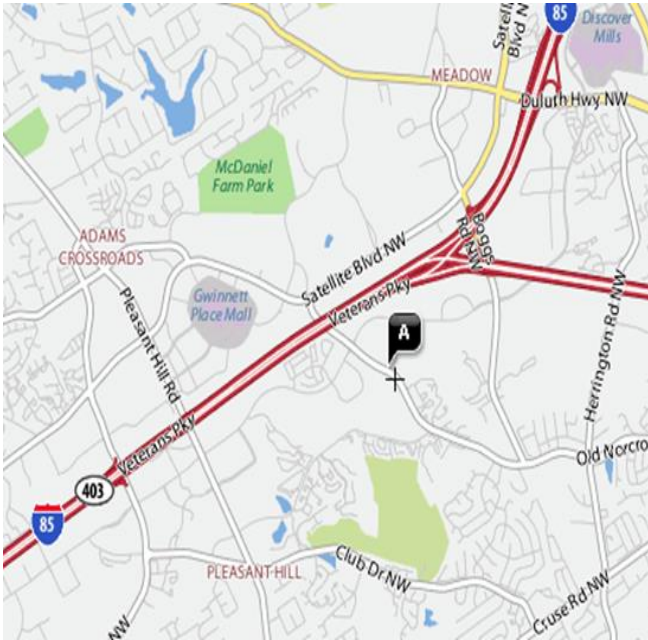 85
Discover
Mills
Satell
Blvd N
MEADOW
Duluth Hwy NW
McDaniel
Farm Park
Boggs
Rd NW
ADAMS
CROSSROADS
Satellite Blvd NW
Gwinnett
Place Mall
Veterans Pky
Pleasant Hill Rd
A
Herrington Rd NW
Veterans Pky
Old Norcro
403
85
Club Dr NW
PLEASANT HILL
Cruse Rd NW
NW